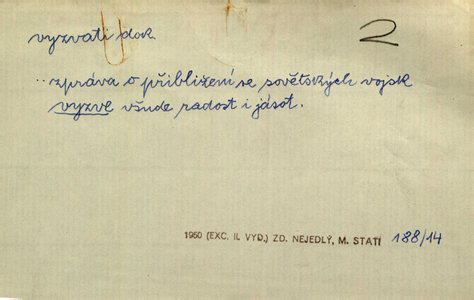 vyzvati dok. 2
..zpráva o přiblížení se sovětských vojsk
vyzve všude radost i jásot.
1950 (EXC. II. VYD.) ZD. NEJEDLÝ, M. STATÍ 188/14